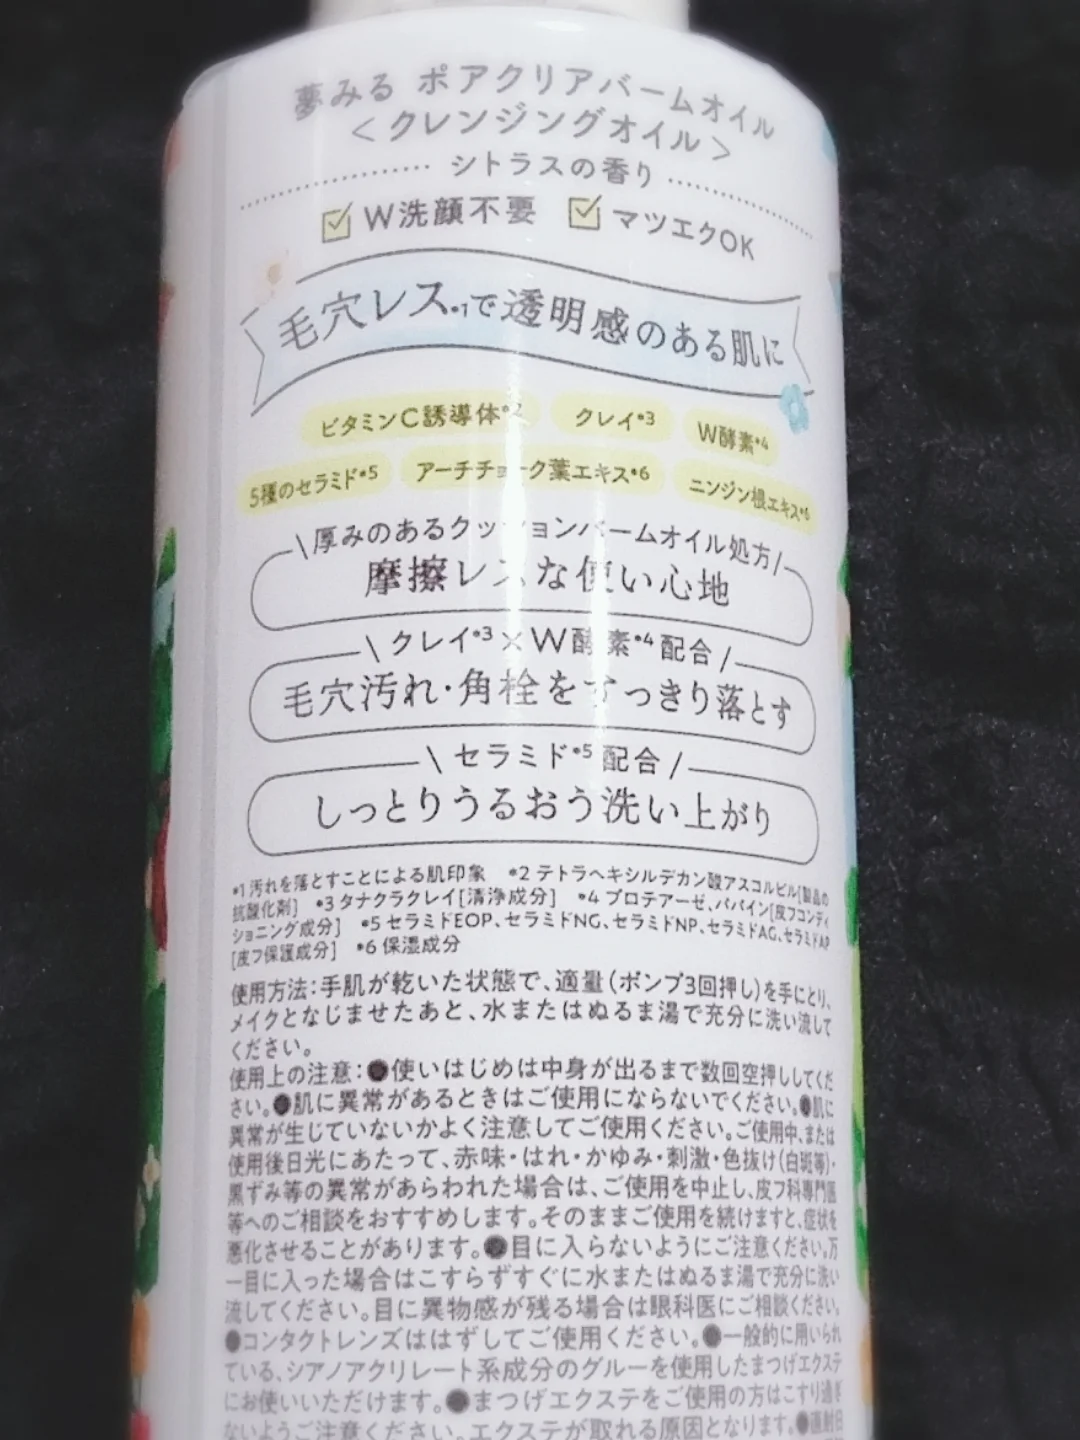 夢みる ポアクリアバームオイル
＜クレンジングオイル＞
シトラスの香り
W洗顔不要 マツエクOK
毛穴レス*1で透明感のある肌に
ビタミンC誘導体*2 クレイ*3 W酵素*4
5種のセラミド*5 アーチチョーク葉エキス*6 ニンジン根エキス*6
\厚みのあるクッションバームオイル処方/
摩擦レスな使い心地
\クレイ*3×W酵素*4配合/
毛穴汚れ・角栓をすっきり落とす
\セラミド*5配合/
しっとりうるおう洗い上がり
*1 汚れを落とすことによる肌印象 *2 テトラヘキシルデカン酸アスコルビル[製品の
抗酸化剤] *3 タナクラクレイ[清浄成分] *4 プロテアーゼ、パパイン[皮フコンディ
ショニング成分] *5 セラミドEOP、セラミドNG、セラミドNP、セラミドAG、セラミドAP
[皮フ保護成分] *6 保湿成分
使用方法：手肌が乾いた状態で、適量（ポンプ3回押し）を手にとり、
メイクとなじませたあと、水またはぬるま湯で充分に洗い流して
ください。
使用上の注意：●使いはじめは中身が出るまで数回空押ししてくだ
さい。●肌に異常があるときはご使用にならないでください。●肌に
異常が生じていないかよく注意してご使用ください。ご使用中、または
使用後日光にあたって、赤味・はれ・かゆみ・刺激・色抜け（白斑等）・
黒ずみ等の異常があらわれた場合は、ご使用を中止し、皮フ科専門医
等へのご相談をおすすめします。そのままご使用を続けますと、症状を
悪化させることがあります。●目に入らないようにご注意ください。万
一目に入った場合はこすらずすぐに水またはぬるま湯で充分に洗い
流してください。目に異物感が残る場合は眼科医にご相談ください。
●コンタクトレンズははずしてご使用ください。●一般的に用いられ
ている、シアノアクリレート系成分のグルーを使用したまつげエクステ
にお使いいただけます。●まつげエクステをご使用の方はこすり過ぎ
ないようご注意ください。エクステが取れる原因となります。●直射日